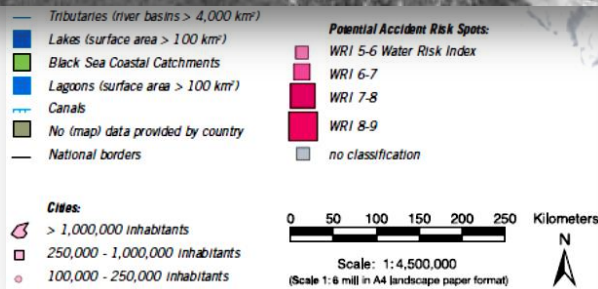 Tributaries (river basins > 4,000 km²)
Lakes (surface area > 100 km²)
Black Sea Coastal Catchments
Lagoons (surface area > 100 km²)
Canals
No (map) data provided by country
National borders
Cities:
> 1,000,000 inhabitants
250,000 - 1,000,000 inhabitants
100,000 - 250,000 inhabitants
Potential Accident Risk Spots:
WRI 5-6 Water Risk Index
WRI 6-7
WRI 7-8
WRI 8-9
no classification
0 50 100 150 200 250 Kilometers
N
Scale: 1:4,500,000
(Scale 1:6 mill in A4 landscape paper format)